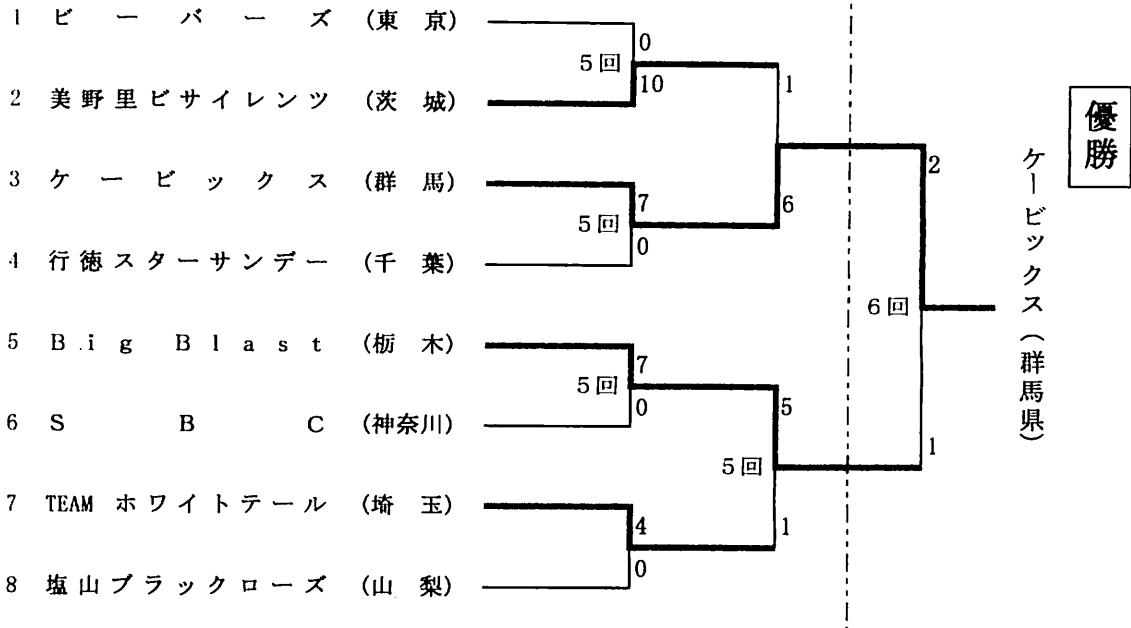 1 ビーバーズ (東京)
0
5回
10
2 美野里ビサイレンツ (茨城)
1
優勝
2
3 ケービックス (群馬)
7
6
5回
0
4 行徳スターサンデー (千葉)
ケービックス(群馬県)
6回
5 Big Blast (栃木)
7
5回
0
5
6 SBC (神奈川)
1
5回
7 TEAM ホワイトテール (埼玉)
4
1
0
8 塩山ブラックローズ (山梨)